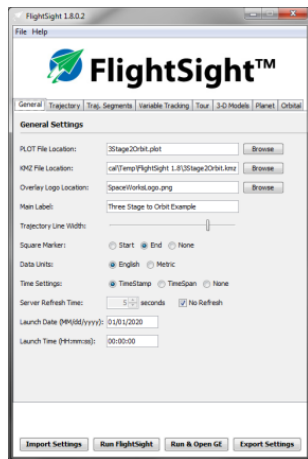 FlightSight 1.8.0.2
File Help
FlightSight™
General Trajectory Traj. Segments Variable Tracking Tour 3-D Models Planet Orbital
General Settings
PLOT File Location: 3Stage2Orbit.plot Browse
KMZ File Location: cal\Temp\FlightSight 1.8\3Stage2Orbit.kmz Browse
Overlay Logo Location: SpaceWorksLogo.png Browse
Main Label: Three Stage to Orbit Example
Trajectory Line Width:
Square Marker: Start End None
Data Units: English Metric
Time Settings: TimeStamp TimeSpan None
Server Refresh Time: 5 seconds No Refresh
Launch Date (MM/dd/yyyy): 01/01/2020
Launch Time (HH:mm:ss): 00:00:00
Import Settings Run FlightSight Run & Open GE Export Settings